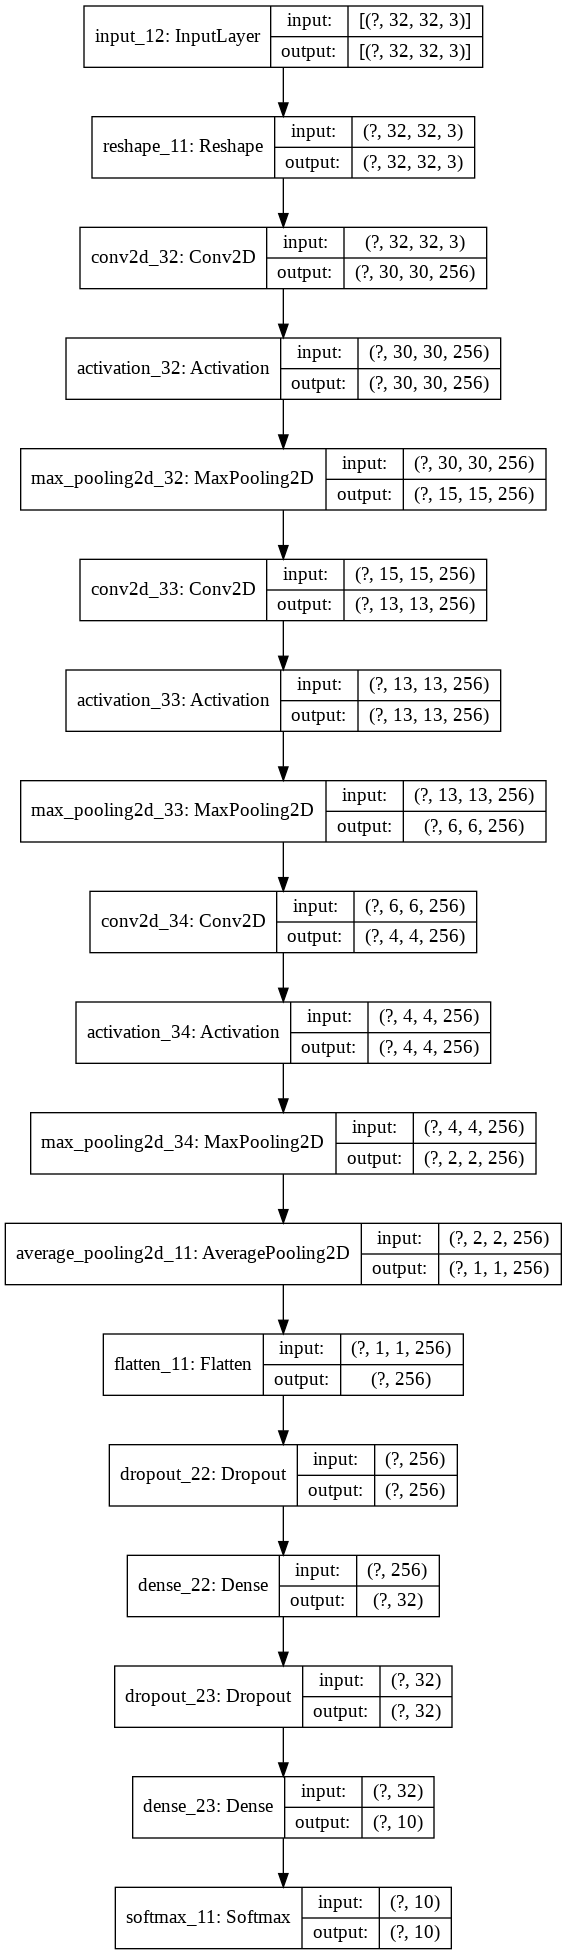 input_12: InputLayer
input: [(?, 32, 32, 3)]
output: [(?, 32, 32, 3)]
reshape_11: Reshape
input: (?, 32, 32, 3)
output: (?, 32, 32, 3)
conv2d_32: Conv2D
input: (?, 32, 32, 3)
output: (?, 30, 30, 256)
activation_32: Activation
input: (?, 30, 30, 256)
output: (?, 30, 30, 256)
max_pooling2d_32: MaxPooling2D
input: (?, 30, 30, 256)
output: (?, 15, 15, 256)
conv2d_33: Conv2D
input: (?, 15, 15, 256)
output: (?, 13, 13, 256)
activation_33: Activation
input: (?, 13, 13, 256)
output: (?, 13, 13, 256)
max_pooling2d_33: MaxPooling2D
input: (?, 13, 13, 256)
output: (?, 6, 6, 256)
conv2d_34: Conv2D
input: (?, 6, 6, 256)
output: (?, 4, 4, 256)
activation_34: Activation
input: (?, 4, 4, 256)
output: (?, 4, 4, 256)
max_pooling2d_34: MaxPooling2D
input: (?, 4, 4, 256)
output: (?, 2, 2, 256)
average_pooling2d_11: AveragePooling2D
input: (?, 2, 2, 256)
output: (?, 1, 1, 256)
flatten_11: Flatten
input: (?, 1, 1, 256)
output: (?, 256)
dropout_22: Dropout
input: (?, 256)
output: (?, 256)
dense_22: Dense
input: (?, 256)
output: (?, 32)
dropout_23: Dropout
input: (?, 32)
output: (?, 32)
dense_23: Dense
input: (?, 32)
output: (?, 10)
softmax_11: Softmax
input: (?, 10)
output: (?, 10)